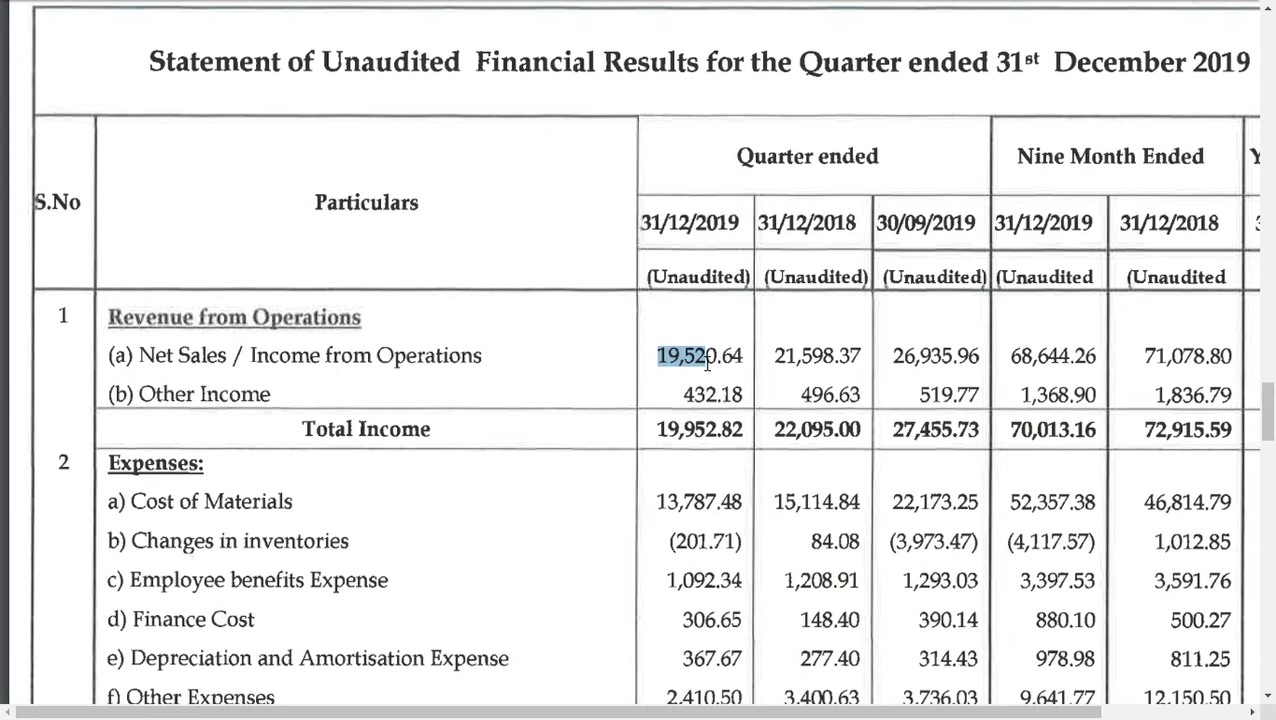 Statement of Unaudited Financial Results for the Quarter ended 31st December 2019
S.No Particulars Quarter ended Nine Month Ended Y
31/12/2019 31/12/2018 30/09/2019 31/12/2019 31/12/2018
(Unaudited) (Unaudited) (Unaudited) (Unaudited (Unaudited
1 Revenue from Operations
(a) Net Sales / Income from Operations 19,520.64 21,598.37 26,935.96 68,644.26 71,078.80
(b) Other Income 432.18 496.63 519.77 1,368.90 1,836.79
Total Income 19,952.82 22,095.00 27,455.73 70,013.16 72,915.59
2 Expenses:
a) Cost of Materials 13,787.48 15,114.84 22,173.25 52,357.38 46,814.79
b) Changes in inventories (201.71) 84.08 (3,973.47) (4,117.57) 1,012.85
c) Employee benefits Expense 1,092.34 1,208.91 1,293.03 3,397.53 3,591.76
d) Finance Cost 306.65 148.40 390.14 880.10 500.27
e) Depreciation and Amortisation Expense 367.67 277.40 314.43 978.98 811.25
f) Other Expenses 2,410.50 3,400.63 3,736.03 9,641.77 12,150.50